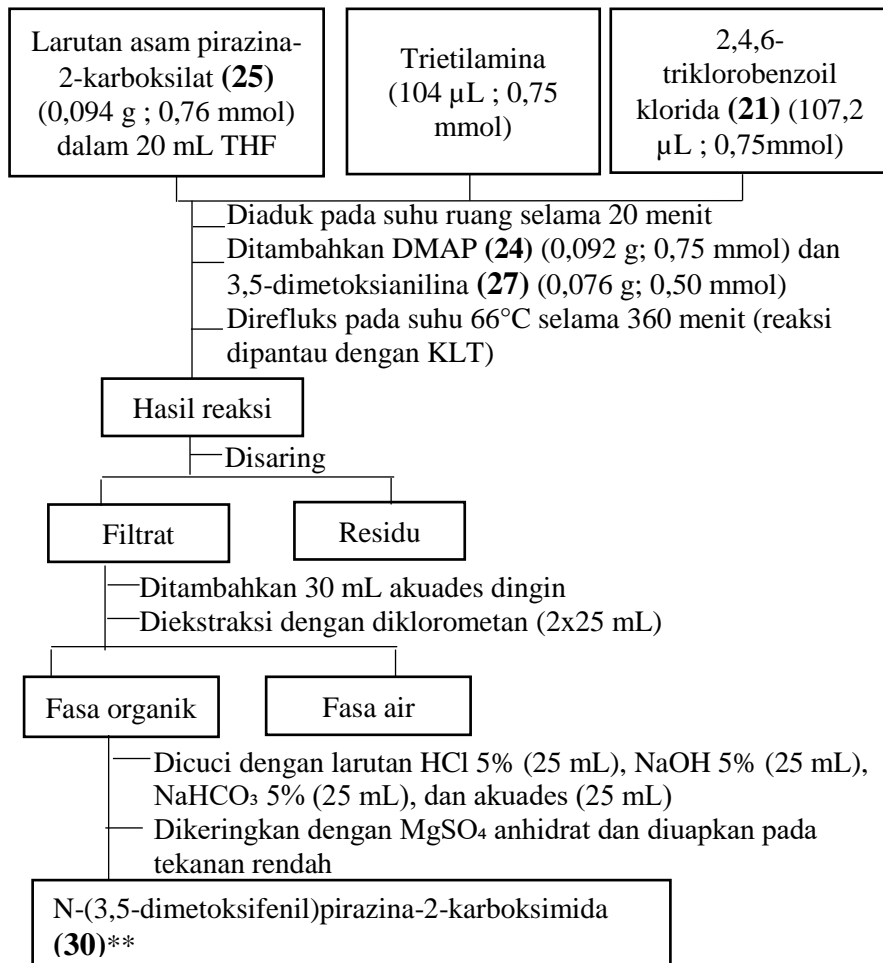 Larutan asam pirazina-
2-karboksilat (25)
(0,094 g ; 0,76 mmol)
dalam 20 mL THF
Trietilamina
(104 µL ; 0,75
mmol)
2,4,6-
triklorobenzoil
klorida (21) (107,2
µL ; 0,75mmol)
Diaduk pada suhu ruang selama 20 menit
Ditambahkan DMAP (24) (0,092 g; 0,75 mmol) dan
3,5-dimetoksianilina (27) (0,076 g; 0,50 mmol)
Direfluks pada suhu 66°C selama 360 menit (reaksi
dipantau dengan KLT)
Hasil reaksi
Disaring
Filtrat
Residu
Ditambahkan 30 mL akuades dingin
Diekstraksi dengan diklorometan (2x25 mL)
Fasa organik
Fasa air
Dicuci dengan larutan HCl 5% (25 mL), NaOH 5% (25 mL),
NaHCO₃ 5% (25 mL), dan akuades (25 mL)
Dikeringkan dengan MgSO₄ anhidrat dan diuapkan pada
tekanan rendah
N-(3,5-dimetoksifenil)pirazina-2-karboksimida
(30)**